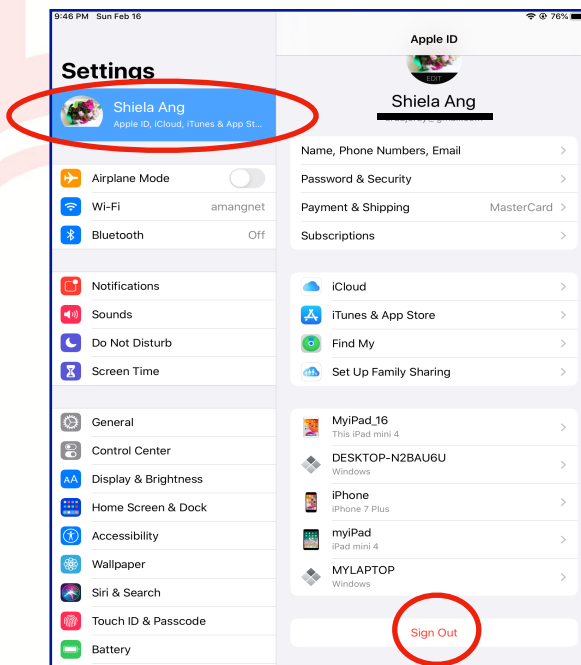 9:46 PM Sun Feb 16
76%
Settings
Shiela Ang
Apple ID, iCloud, iTunes & App St...
Airplane Mode
Wi-Fi amangnet
Bluetooth Off
Notifications
Sounds
Do Not Disturb
Screen Time
General
Control Center
AA Display & Brightness
Home Screen & Dock
Accessibility
Wallpaper
Siri & Search
Touch ID & Passcode
Battery
Apple ID
EDIT
Shiela Ang
Name, Phone Numbers, Email
Password & Security
Payment & Shipping MasterCard
Subscriptions
iCloud
iTunes & App Store
Find My
Set Up Family Sharing
MyiPad_16
This iPad mini 4
DESKTOP-N2BAU6U
Windows
iPhone
iPhone 7 Plus
myiPad
iPad mini 4
MYLAPTOP
Windows
Sign Out